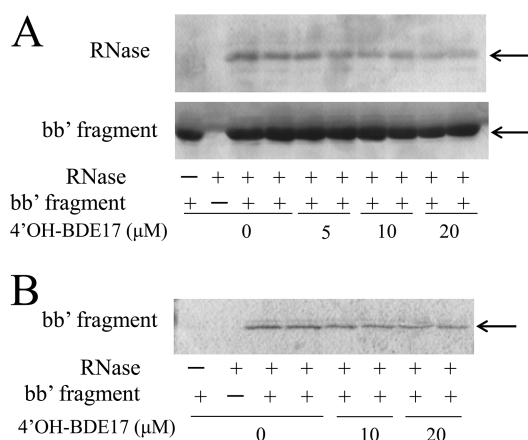 A
RNase
bb' fragment
RNase − + + + + + + + + +
bb' fragment + − + + + + + + + +
4'OH-BDE17 (μM) 0 5 10 20
B
bb' fragment
RNase − + + + + + + +
bb' fragment + − + + + + + +
4'OH-BDE17 (μM) 0 10 20